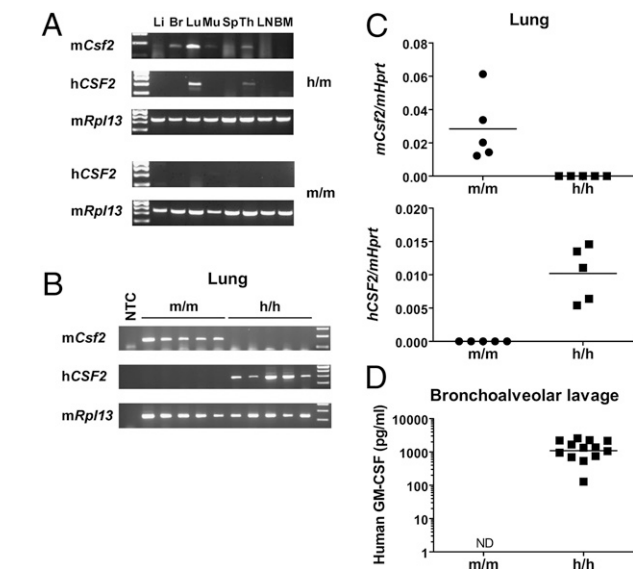 A
Li Br Lu Mu Sp Th LN BM
mCsf2
hCSF2
h/m
mRpl13
hCSF2
m/m
mRpl13
B
Lung
NTC
m/m
h/h
mCsf2
hCSF2
mRpl13
C
Lung
mCsf2/mHprt
0.08
0.06
0.04
0.02
0.00
m/m
h/h
hCSF2/mHprt
0.020
0.015
0.010
0.005
0.000
m/m
h/h
D
Bronchoalveolar lavage
Human GM-CSF (pg/ml)
10000
1000
100
10
1
ND
m/m
h/h